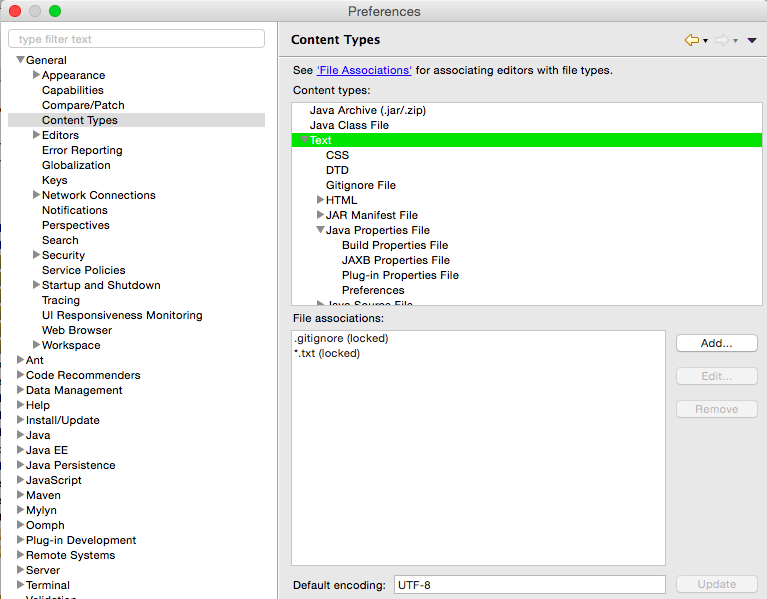 Preferences
type filter text
General
Appearance
Capabilities
Compare/Patch
Content Types
Editors
Error Reporting
Globalization
Keys
Network Connections
Notifications
Perspectives
Search
Security
Service Policies
Startup and Shutdown
Tracing
UI Responsiveness Monitoring
Web Browser
Workspace
Ant
Code Recommenders
Data Management
Help
Install/Update
Java
Java EE
Java Persistence
JavaScript
Maven
Mylyn
Oomph
Plug-in Development
Remote Systems
Server
Terminal
Validation
Content Types
See 'File Associations' for associating editors with file types.
Content types:
Java Archive (.jar/.zip)
Java Class File
Text
CSS
DTD
Gitignore File
HTML
JAR Manifest File
Java Properties File
Build Properties File
JAXB Properties File
Plug-in Properties File
Preferences
Java Source File
File associations:
.gitignore (locked)
*.txt (locked)
Add...
Edit...
Remove
Default encoding: UTF-8
Update